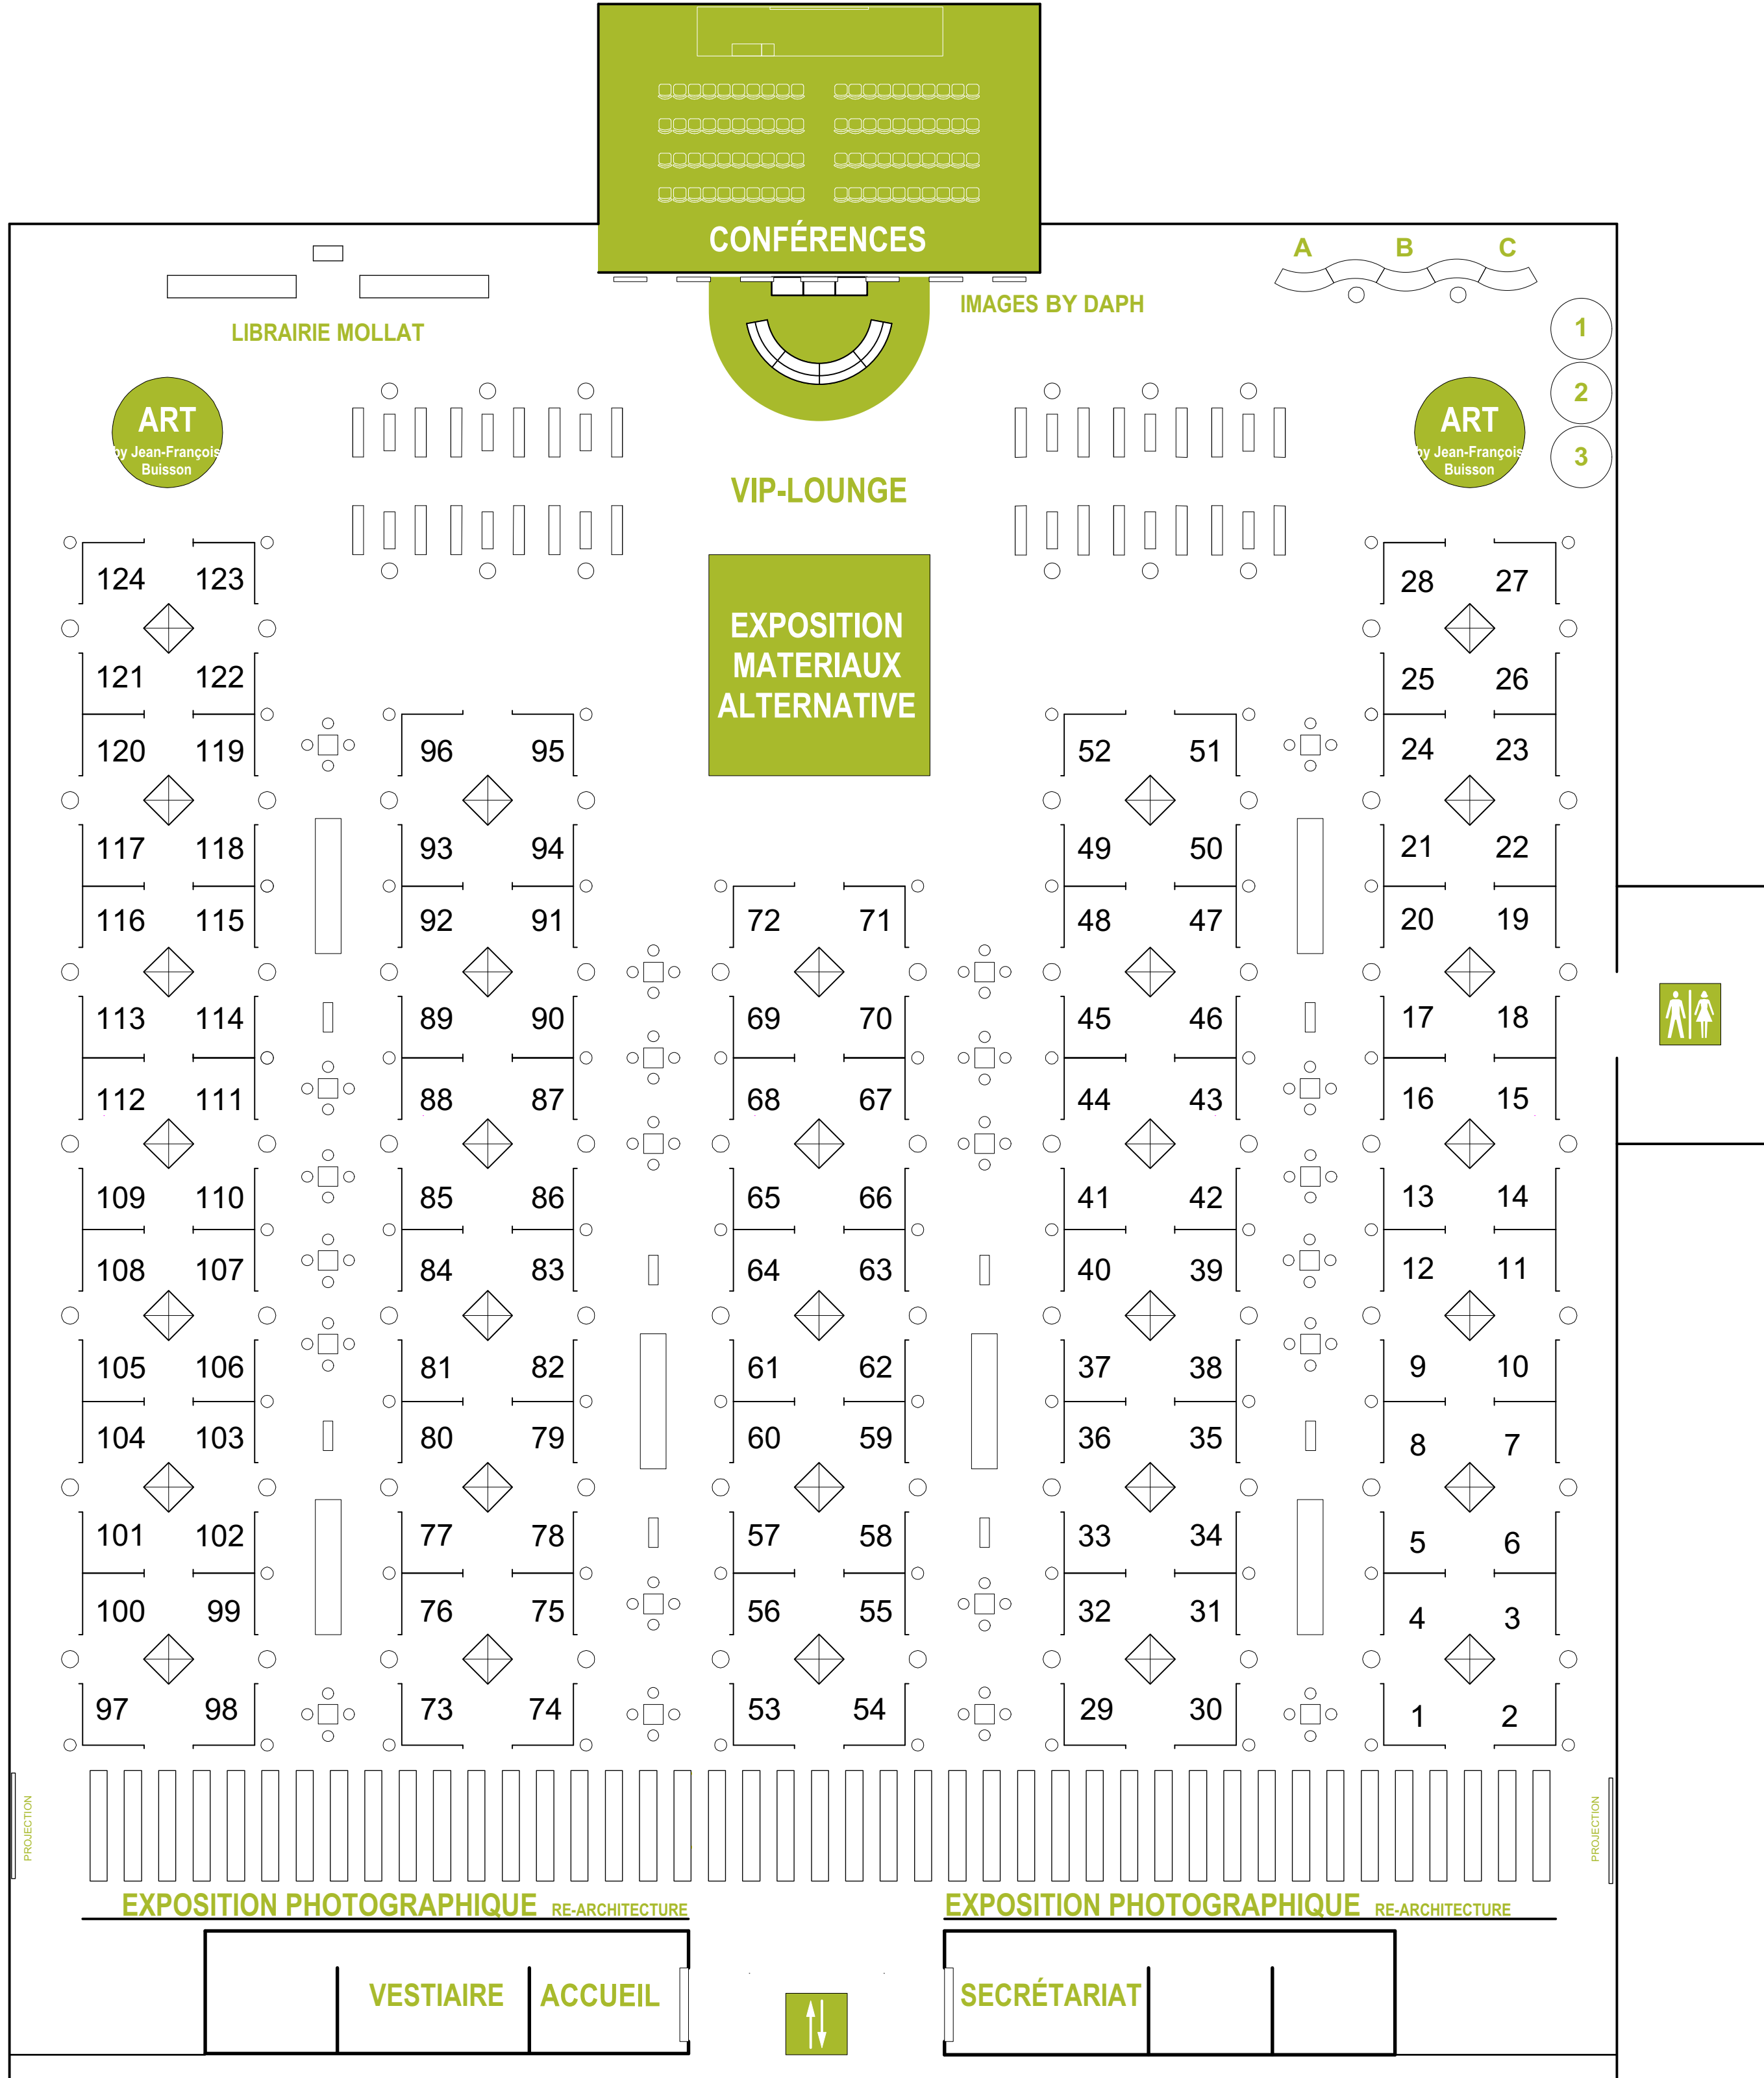 CONFÉRENCES
A B C
LIBRAIRIE MOLLAT
IMAGES BY DAPH
1
2
3
ART
by Jean-François
Buisson
ART
by Jean-François
Buisson
VIP-LOUNGE
EXPOSITION
MATERIAUX
ALTERNATIVE
124 123 28 27
121 122 25 26
120 119 96 95 52 51 24 23
117 118 93 94 49 50 21 22
116 115 92 91 72 71 48 47 20 19
113 114 89 90 69 70 45 46 17 18
112 111 88 87 68 67 44 43 16 15
109 110 85 86 65 66 41 42 13 14
108 107 84 83 64 63 40 39 12 11
105 106 81 82 61 62 37 38 9 10
104 103 80 79 60 59 36 35 8 7
101 102 77 78 57 58 33 34 5 6
100 99 76 75 56 55 32 31 4 3
97 98 73 74 53 54 29 30 1 2
PROJECTION
PROJECTION
EXPOSITION PHOTOGRAPHIQUE RE-ARCHITECTURE
EXPOSITION PHOTOGRAPHIQUE RE-ARCHITECTURE
VESTIAIRE
ACCUEIL
SECRÉTARIAT